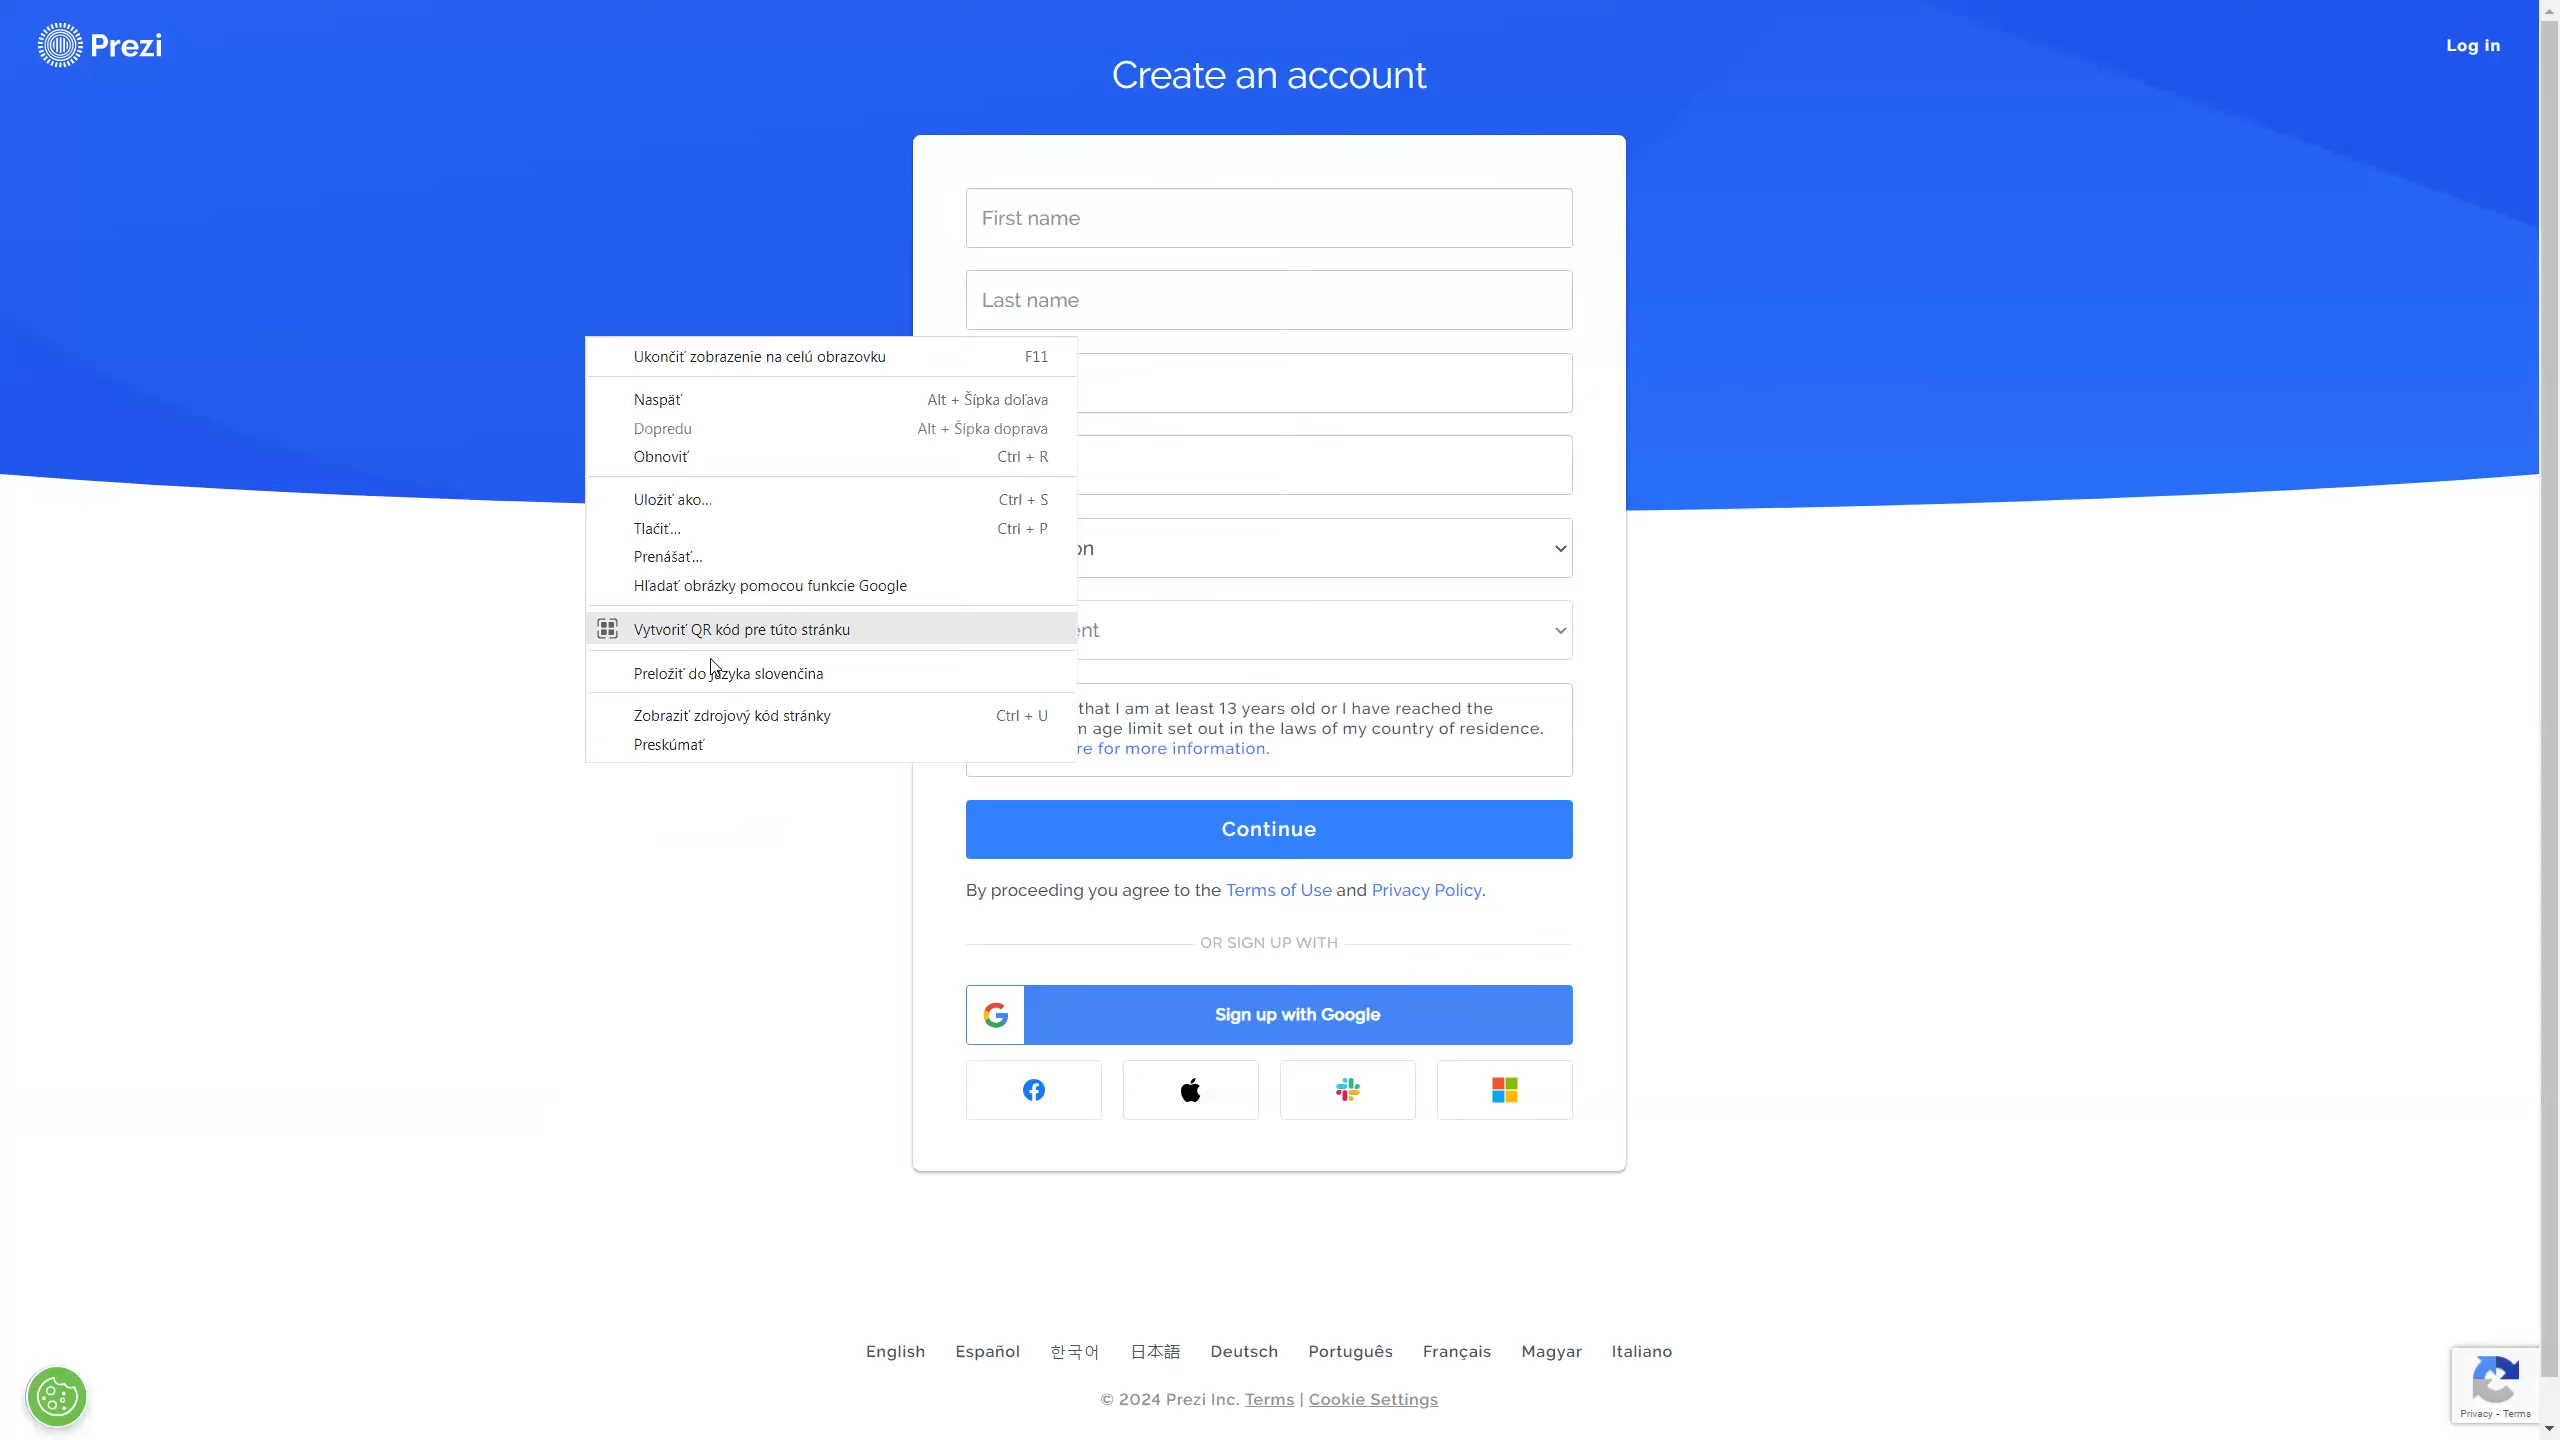 Prezi
Log in
Create an account
First name
Last name
Ukončiť zobrazenie na celú obrazovku F11
Naspäť Alt + Šípka doľava
Dopredu Alt + Šípka doprava
Obnoviť Ctrl + R
Uložiť ako... Ctrl + S
Tlačiť... Ctrl + P
Prenášať...
Hľadať obrázky pomocou funkcie Google
Vytvoriť QR kód pre túto stránku
Preložiť do jazyka slovenčina
Zobraziť zdrojový kód stránky Ctrl + U
Preskúmať
that I am at least 13 years old or I have reached the
age limit set out in the laws of my country of residence.
for more information.
Continue
By proceeding you agree to the Terms of Use and Privacy Policy.
OR SIGN UP WITH
Sign up with Google
English Español 한국어 日本語 Deutsch Português Français Magyar Italiano
© 2024 Prezi Inc. Terms | Cookie Settings
Privacy - Terms